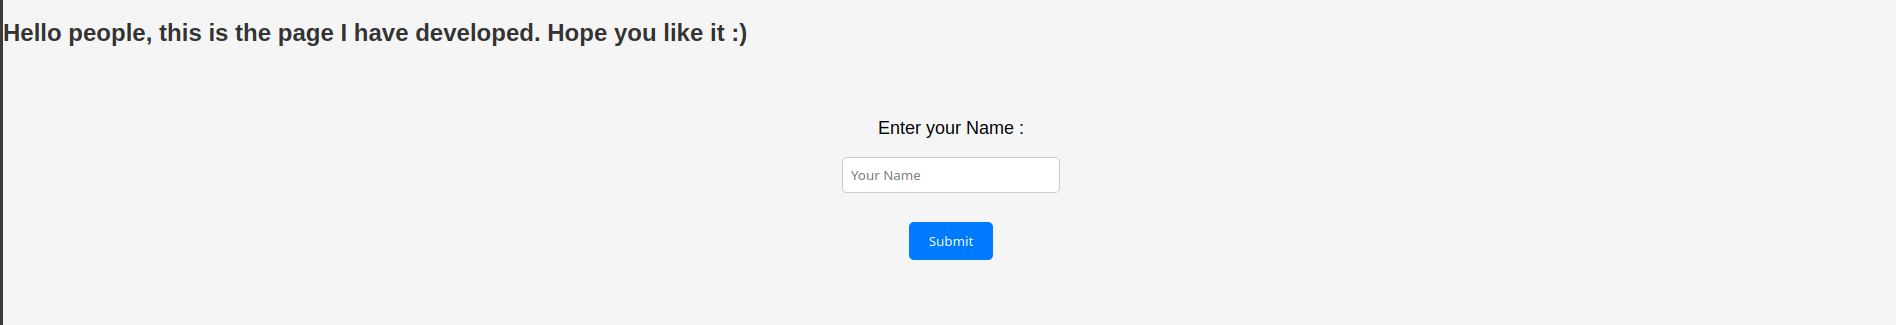 Hello people, this is the page I have developed. Hope you like it :)
Enter your Name :
Your Name
Submit